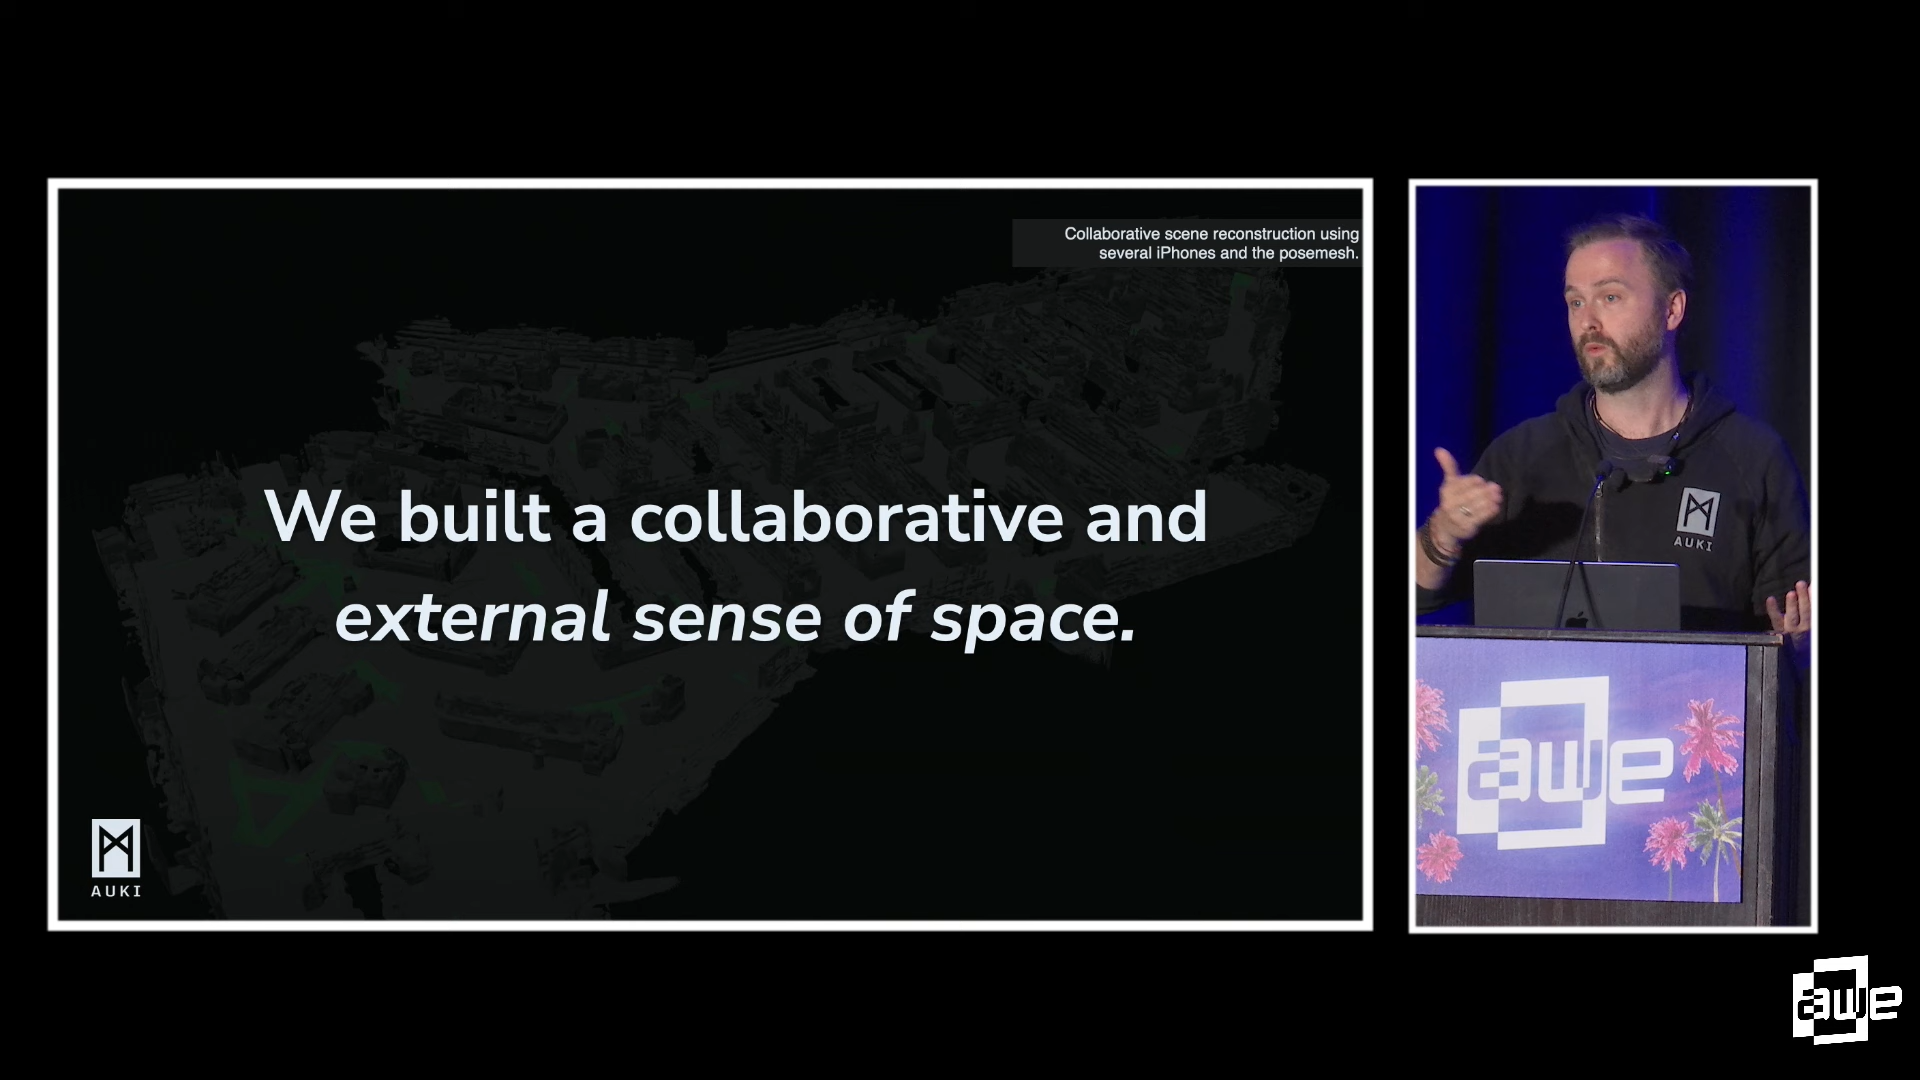 Collaborative scene reconstruction using
several iPhones and the posemesh.
We built a collaborative and
external sense of space.
AUKI
AUKI
awe
awe